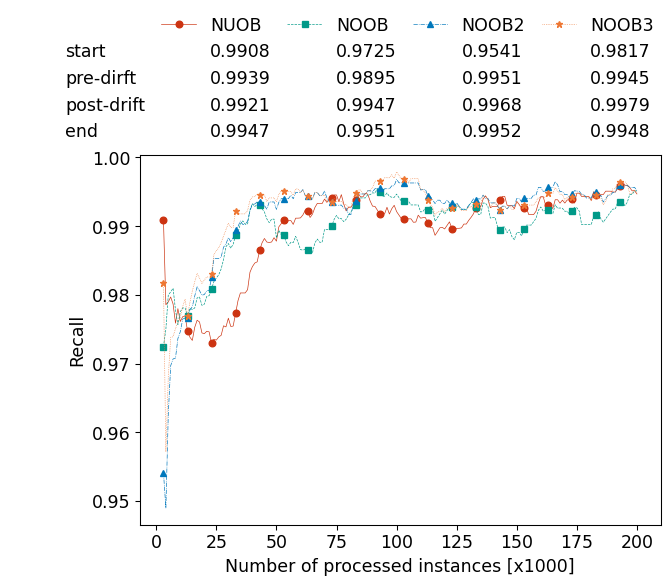 NUOB NOOB NOOB2 NOOB3
start 0.9908 0.9725 0.9541 0.9817
pre-dirft 0.9939 0.9895 0.9951 0.9945
post-drift 0.9921 0.9947 0.9968 0.9979
end 0.9947 0.9951 0.9952 0.9948
1.00
0.99
0.98
0.97
0.96
0.95
Recall
0 25 50 75 100 125 150 175 200
Number of processed instances [x1000]